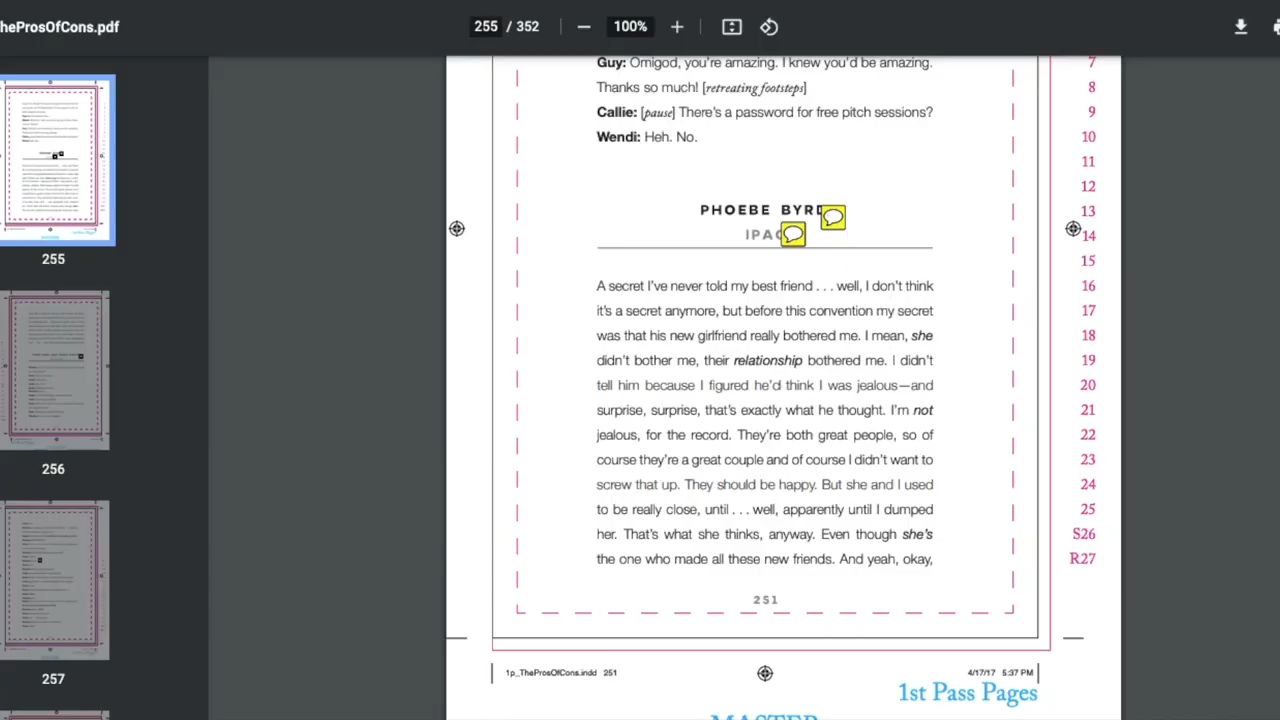 heProsOfCons.pdf
255 / 352
100%
255
256
257
Guy: Omigod, you're amazing. I knew you'd be amazing. 7
Thanks so much! [retreating footsteps] 8
Callie: [pause] There's a password for free pitch sessions? 9
Wendi: Heh. No. 10
11
12
PHOEBE BYRD 13
IPAC 14
15
A secret I've never told my best friend . . . well, I don't think 16
it's a secret anymore, but before this convention my secret 17
was that his new girlfriend really bothered me. I mean, she 18
didn't bother me, their relationship bothered me. I didn't 19
tell him because I figured he'd think I was jealous—and 20
surprise, surprise, that's exactly what he thought. I'm not 21
jealous, for the record. They're both great people, so of 22
course they're a great couple and of course I didn't want to 23
screw that up. They should be happy. But she and I used 24
to be really close, until . . . well, apparently until I dumped 25
her. That's what she thinks, anyway. Even though she's S26
the one who made all these new friends. And yeah, okay, R27
251
1p_TheProsOfCons.indd 251 4/17/17 5:37 PM
1st Pass Pages
MASTER